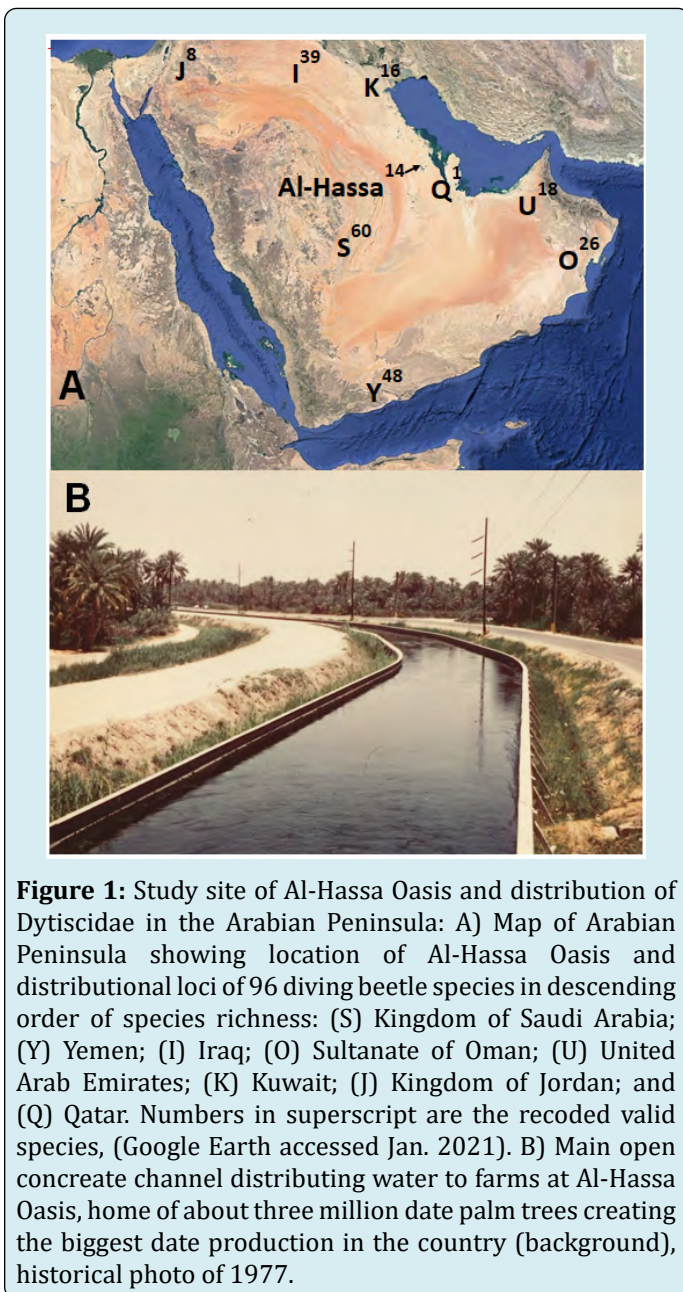 J8
I39
K16
Al-Hassa14
Q1
U18
S60
O26
Y48
A
B
Figure 1: Study site of Al-Hassa Oasis and distribution of
Dytiscidae in the Arabian Peninsula: A) Map of Arabian
Peninsula showing location of Al-Hassa Oasis and
distributional loci of 96 diving beetle species in descending
order of species richness: (S) Kingdom of Saudi Arabia;
(Y) Yemen; (I) Iraq; (O) Sultanate of Oman; (U) United
Arab Emirates; (K) Kuwait; (J) Kingdom of Jordan; and
(Q) Qatar. Numbers in superscript are the recoded valid
species, (Google Earth accessed Jan. 2021). B) Main open
concreate channel distributing water to farms at Al-Hassa
Oasis, home of about three million date palm trees creating
the biggest date production in the country (background),
historical photo of 1977.